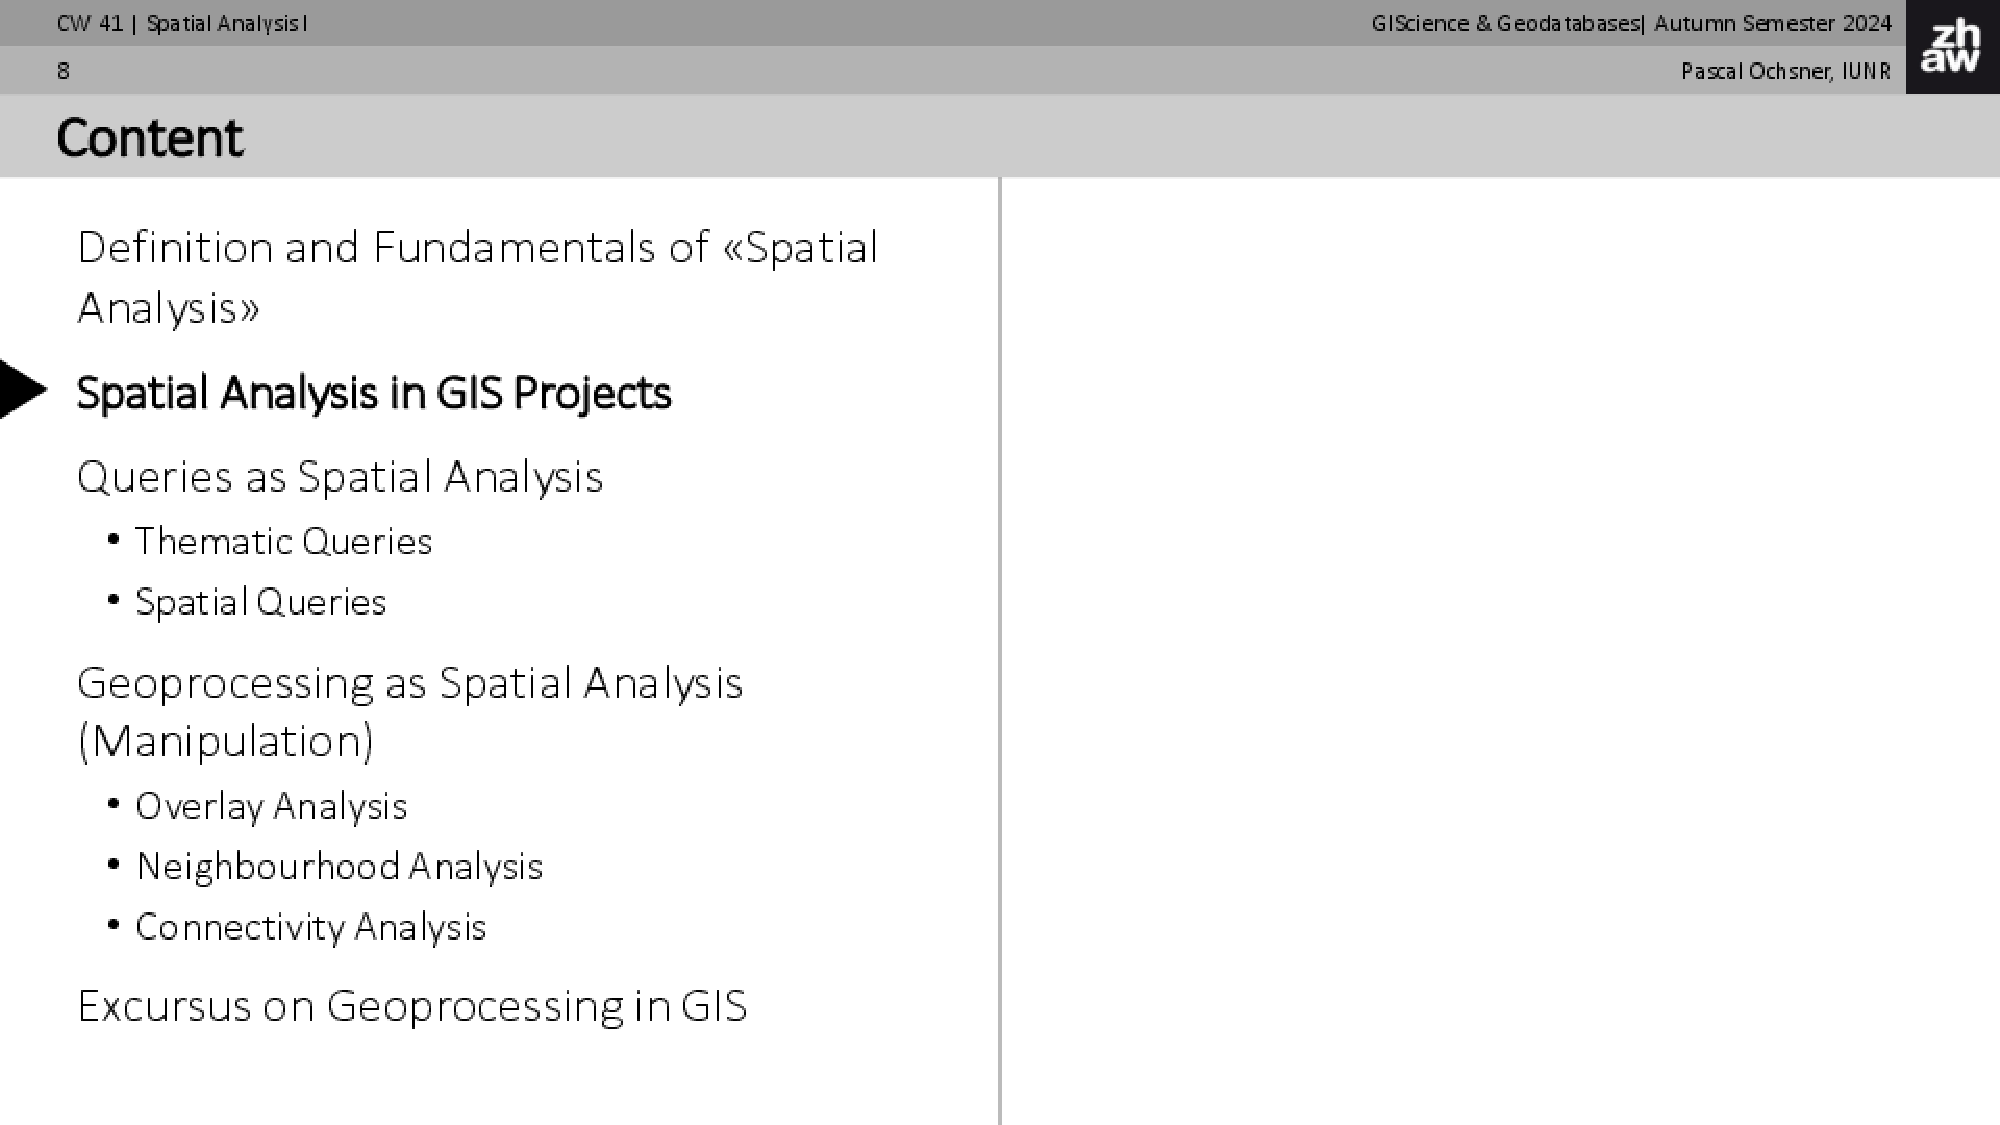 CW 41 | Spatial Analysis I
GIScience & Geodatabases| Autumn Semester 2024
8
Pascal Ochsner, IUNR
zh
aw
Content
Definition and Fundamentals of «Spatial
Analysis»
Spatial Analysis in GIS Projects
Queries as Spatial Analysis
• Thematic Queries
• Spatial Queries
Geoprocessing as Spatial Analysis
(Manipulation)
• Overlay Analysis
• Neighbourhood Analysis
• Connectivity Analysis
Excursus on Geoprocessing in GIS